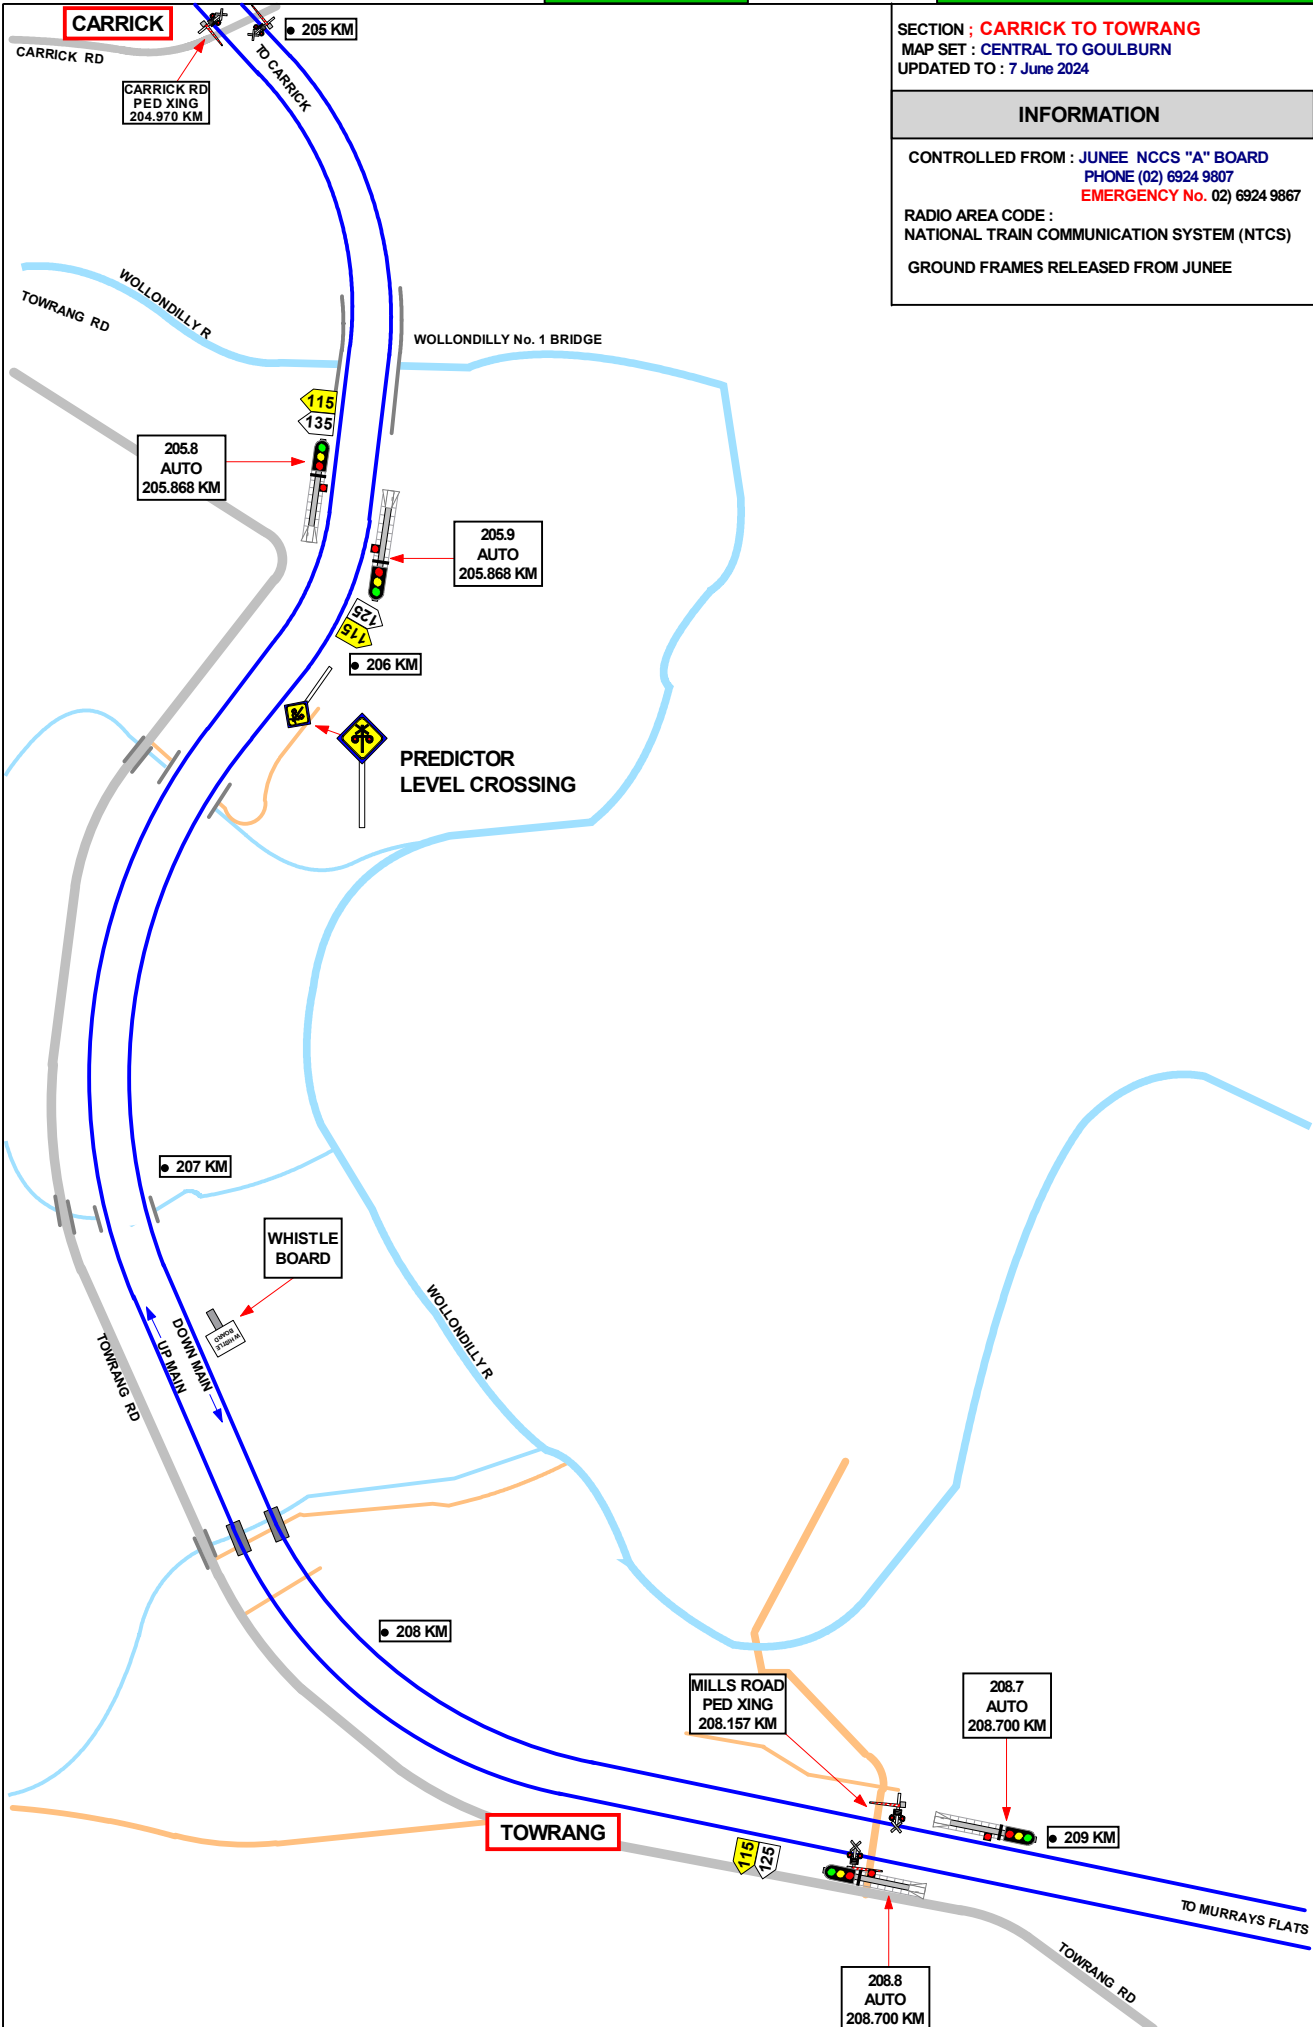 CARRICK
205 KM
CARRICK RD
TO CARRICK
CARRICK RD
PED XING
204.970 KM
SECTION ; CARRICK TO TOWRANG
MAP SET : CENTRAL TO GOULBURN
UPDATED TO : 7 June 2024
INFORMATION
CONTROLLED FROM : JUNEE NCCS "A" BOARD
PHONE (02) 6924 9807
EMERGENCY No. 02) 6924 9867
RADIO AREA CODE :
NATIONAL TRAIN COMMUNICATION SYSTEM (NTCS)
GROUND FRAMES RELEASED FROM JUNEE
WOLLONDILLY R
TOWRANG RD
WOLLONDILLY No. 1 BRIDGE
115
135
205.8
AUTO
205.868 KM
205.9
AUTO
205.868 KM
125
115
206 KM
PREDICTOR
LEVEL CROSSING
207 KM
WHISTLE
BOARD
WHISTLE
BOARD
DOWN MAIN
UP MAIN
TOWRANG RD
WOLLONDILLY R
208 KM
MILLS ROAD
PED XING
208.157 KM
208.7
AUTO
208.700 KM
TOWRANG
115
125
209 KM
TO MURRAYS FLATS
TOWRANG RD
208.8
AUTO
208.700 KM